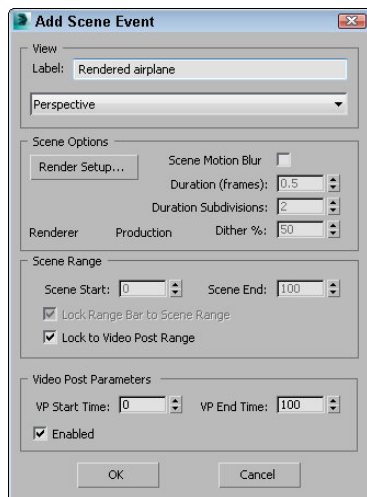 Add Scene Event
View
Label: Rendered airplane
Perspective
Scene Options
Render Setup...
Scene Motion Blur
Duration (frames): 0.5
Duration Subdivisions: 2
Renderer Production Dither %: 50
Scene Range
Scene Start: 0 Scene End: 100
Lock Range Bar to Scene Range
Lock to Video Post Range
Video Post Parameters
VP Start Time: 0 VP End Time: 100
Enabled
OK Cancel